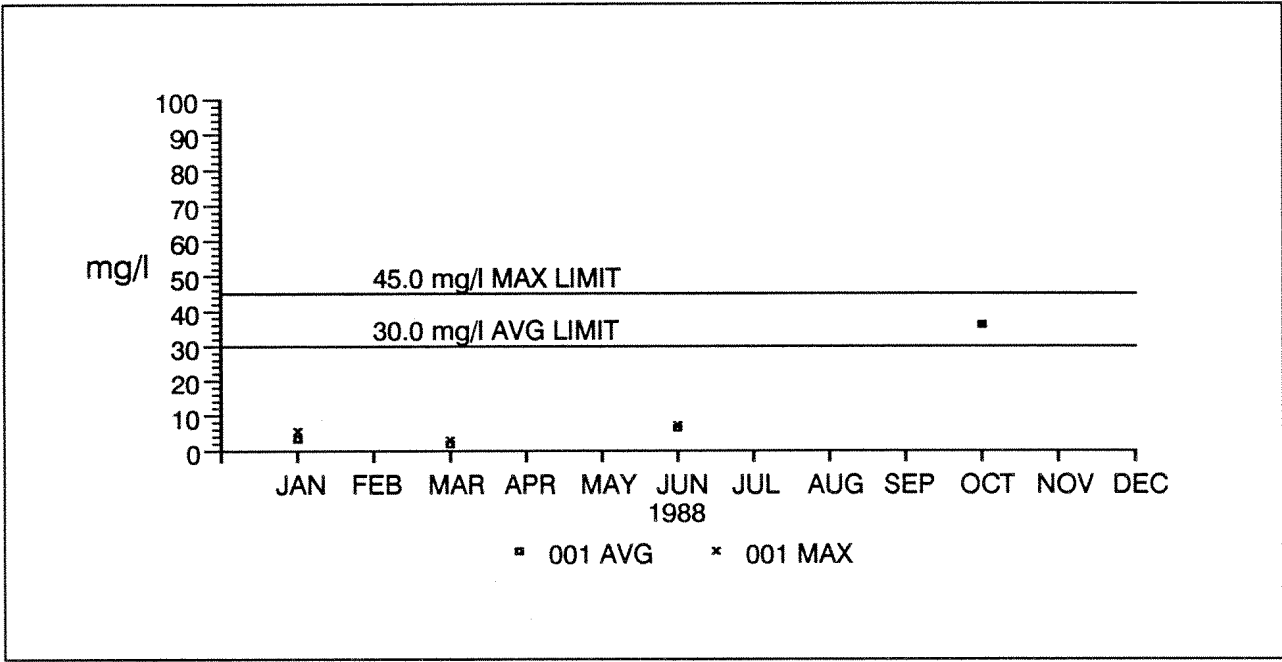 100
90
80
70
60
mg/l
50
45.0 mg/l MAX LIMIT
40
30.0 mg/l AVG LIMIT
30
20
10
0
JAN FEB MAR APR MAY JUN JUL AUG SEP OCT NOV DEC
1988
001 AVG x 001 MAX